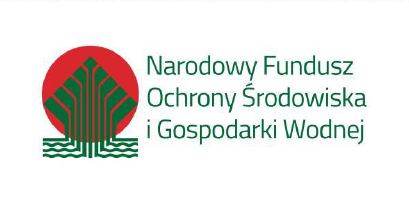 Narodowy Fundusz
Ochrony Środowiska
i Gospodarki Wodnej